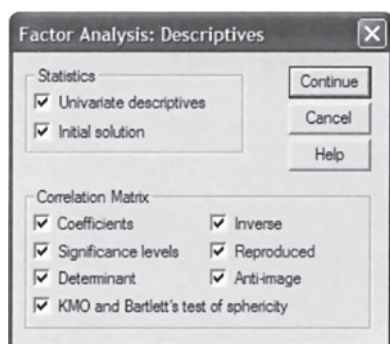 Factor Analysis: Descriptives
Statistics
Univariate descriptives
Initial solution
Continue
Cancel
Help
Correlation Matrix
Coefficients Inverse
Significance levels Reproduced
Determinant Anti-image
KMO and Bartlett's test of sphericity